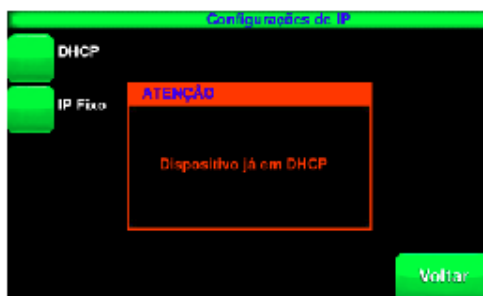 Configurações de IP
DHCP
IP Fixo
ATENÇÃO
Dispositivo já em DHCP
Voltar